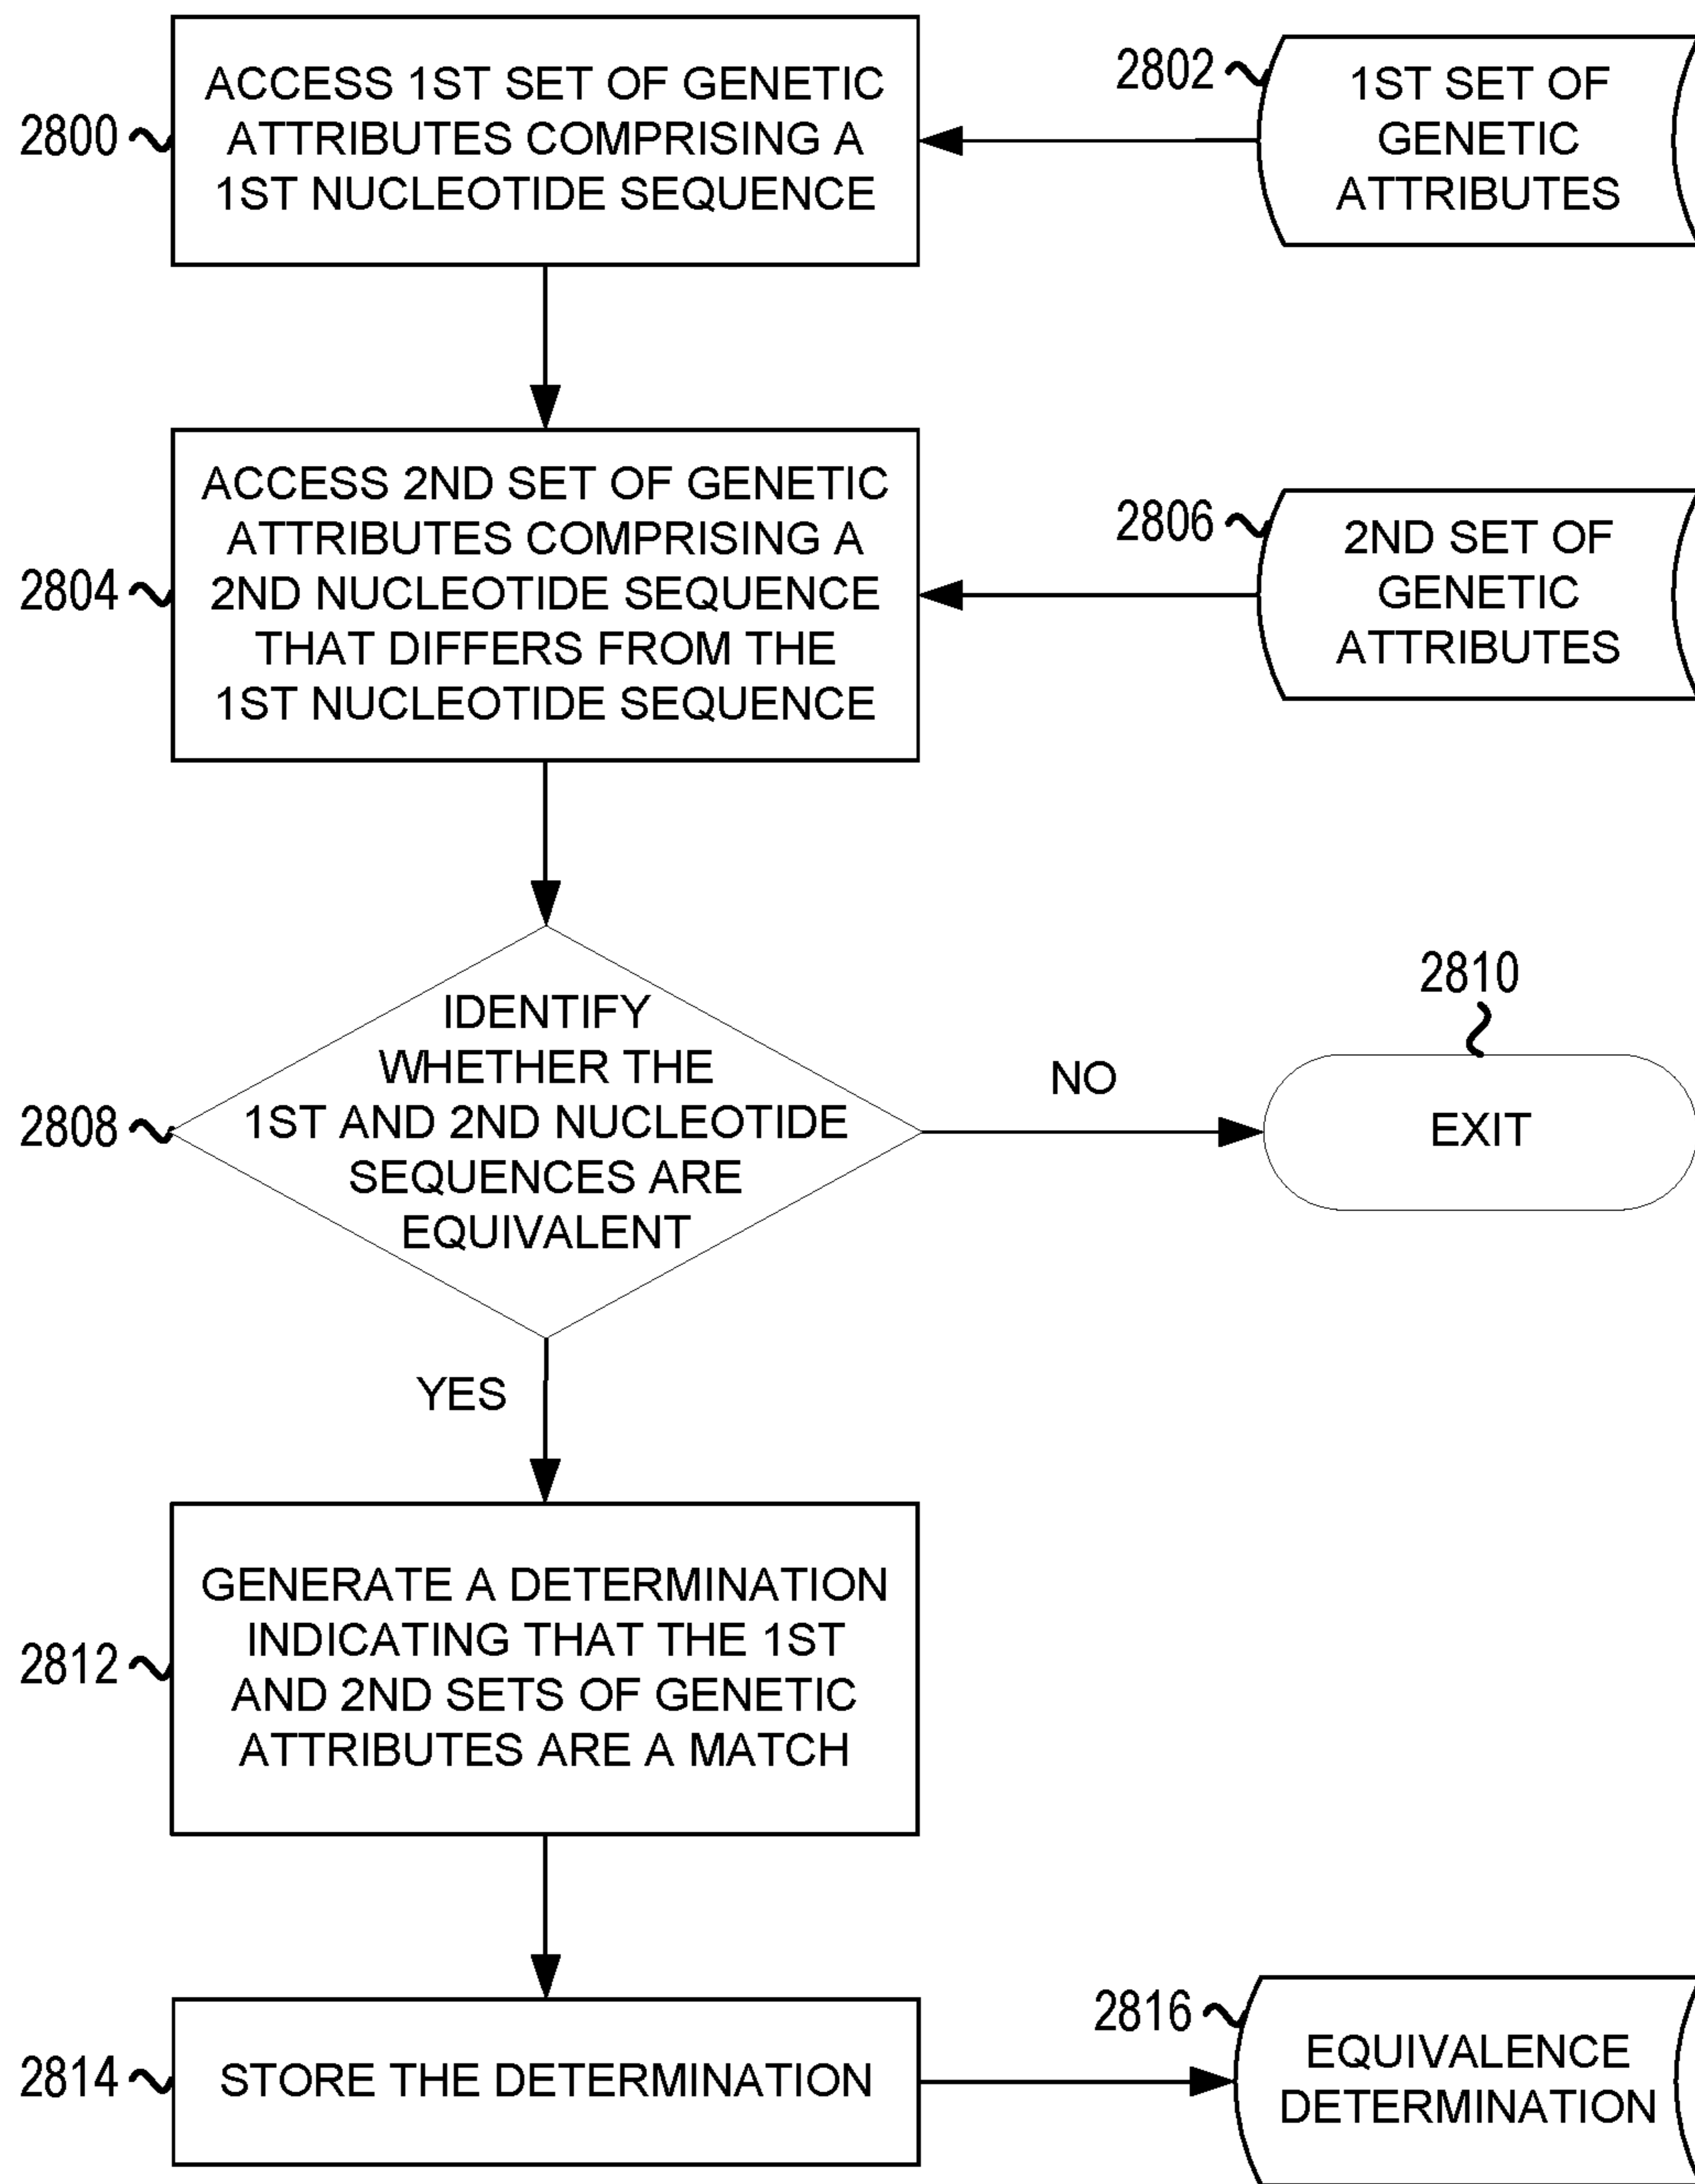 2800
ACCESS 1ST SET OF GENETIC
ATTRIBUTES COMPRISING A
1ST NUCLEOTIDE SEQUENCE
2802
1ST SET OF
GENETIC
ATTRIBUTES
2804
ACCESS 2ND SET OF GENETIC
ATTRIBUTES COMPRISING A
2ND NUCLEOTIDE SEQUENCE
THAT DIFFERS FROM THE
1ST NUCLEOTIDE SEQUENCE
2806
2ND SET OF
GENETIC
ATTRIBUTES
2808
IDENTIFY
WHETHER THE
1ST AND 2ND NUCLEOTIDE
SEQUENCES ARE
EQUIVALENT
NO
2810
EXIT
YES
2812
GENERATE A DETERMINATION
INDICATING THAT THE 1ST
AND 2ND SETS OF GENETIC
ATTRIBUTES ARE A MATCH
2814
STORE THE DETERMINATION
2816
EQUIVALENCE
DETERMINATION